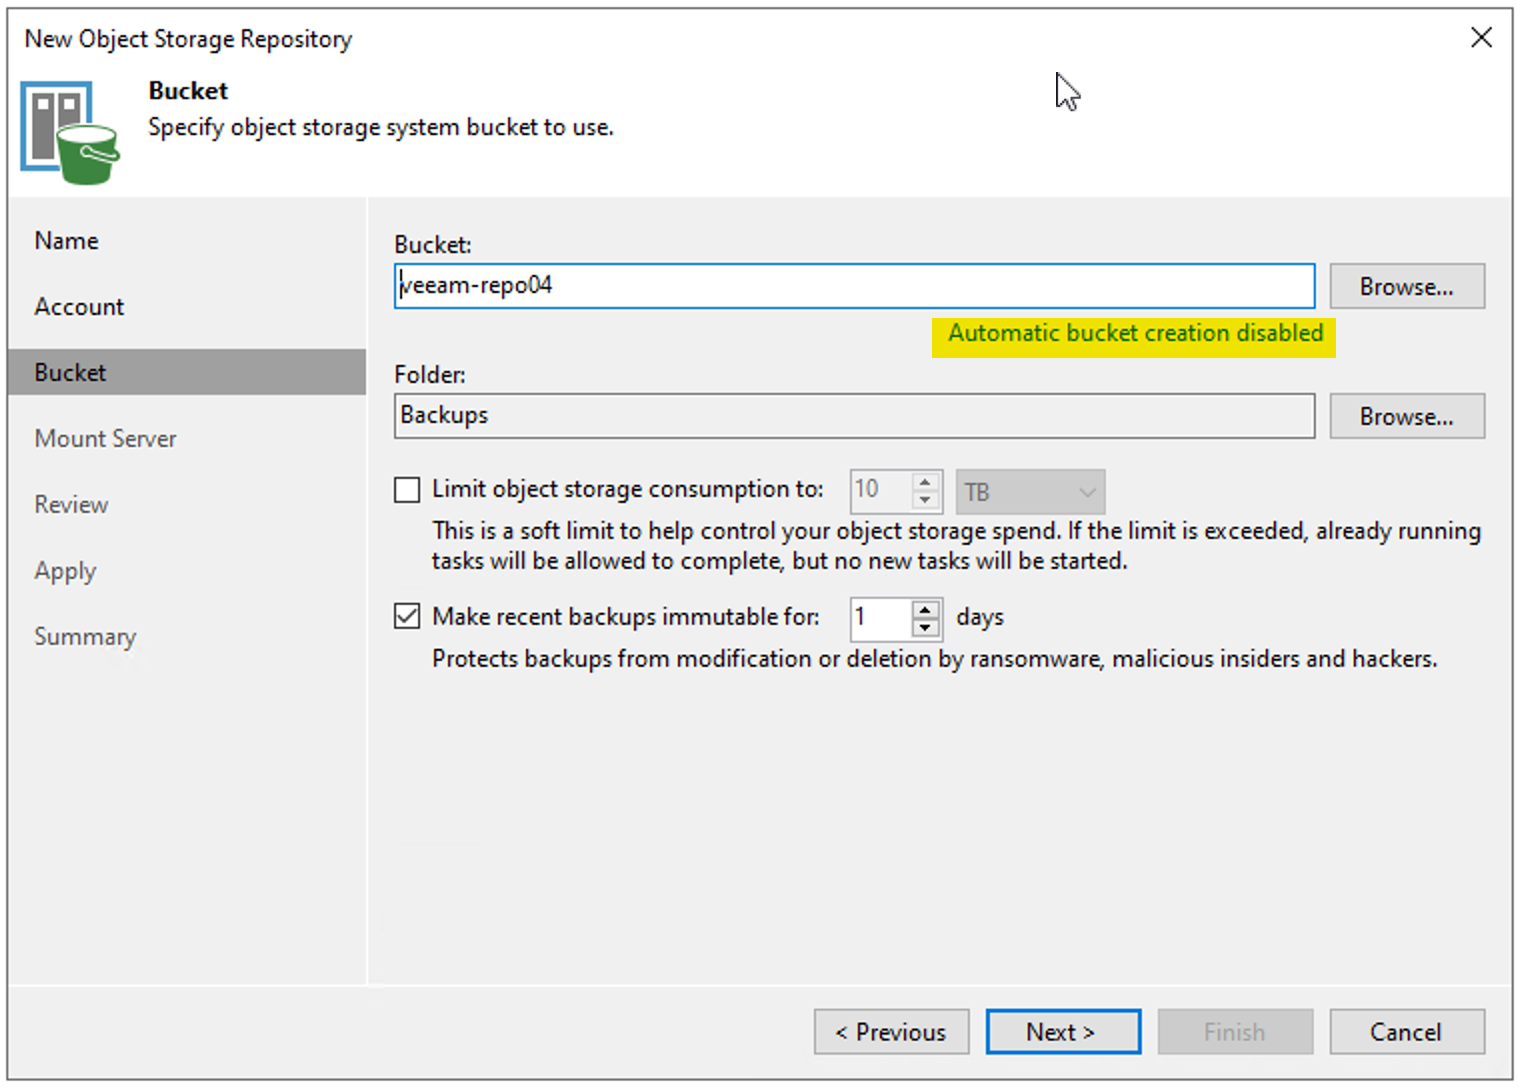 New Object Storage Repository
Bucket
Specify object storage system bucket to use.
Name
Account
Bucket
Mount Server
Review
Apply
Summary
Bucket:
veeam-repo04
Browse...
Automatic bucket creation disabled
Folder:
Backups
Browse...
Limit object storage consumption to: 10 TB
This is a soft limit to help control your object storage spend. If the limit is exceeded, already running
tasks will be allowed to complete, but no new tasks will be started.
Make recent backups immutable for: 1 days
Protects backups from modification or deletion by ransomware, malicious insiders and hackers.
< Previous
Next >
Finish
Cancel